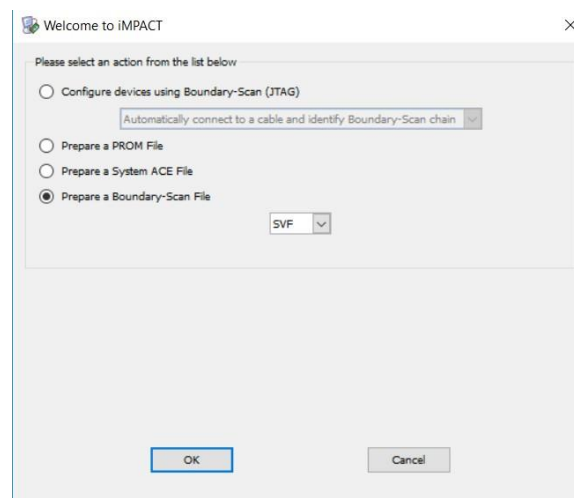 Welcome to iMPACT
Please select an action from the list below
Configure devices using Boundary-Scan (JTAG)
Automatically connect to a cable and identify Boundary-Scan chain
Prepare a PROM File
Prepare a System ACE File
Prepare a Boundary-Scan File
SVF
OK Cancel